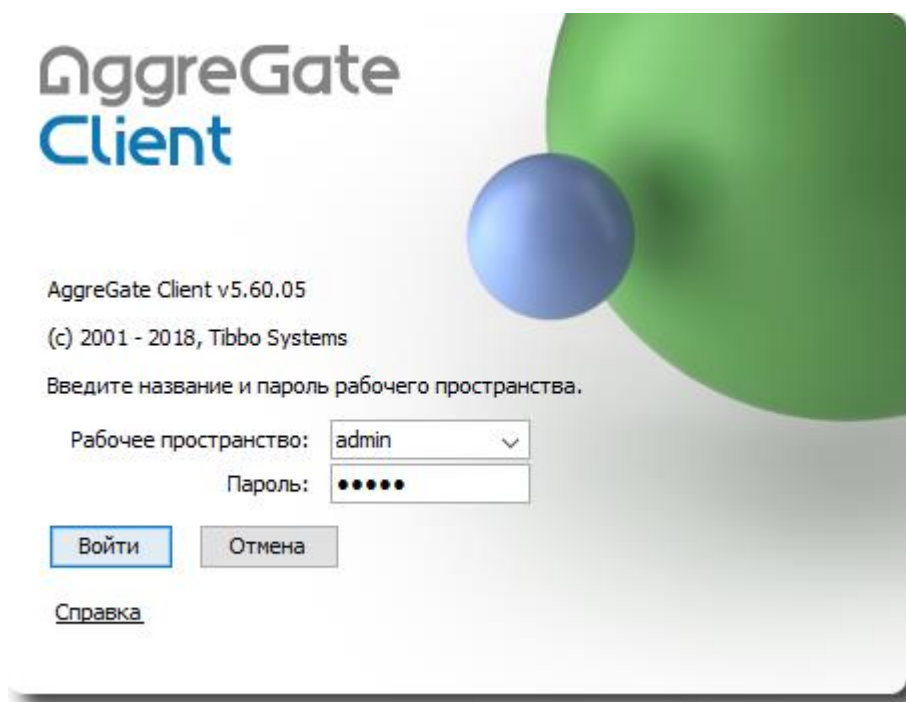 AggreGate
Client
AggreGate Client v5.60.05
(c) 2001 - 2018, Tibbo Systems
Введите название и пароль рабочего пространства.
Рабочее пространство: admin
Пароль: •••••
Войти Отмена
Справка